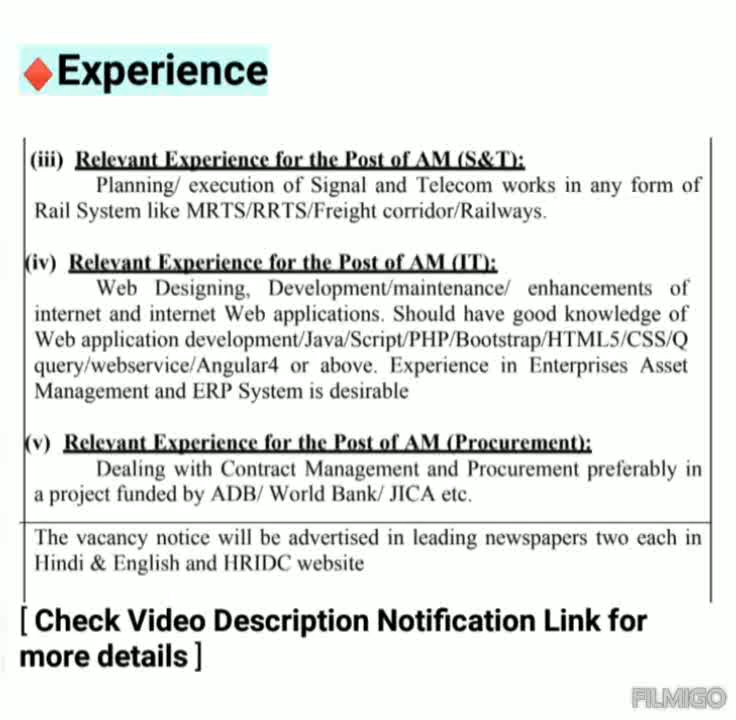 Experience
(iii) Relevant Experience for the Post of AM (S&T):
Planning/ execution of Signal and Telecom works in any form of
Rail System like MRTS/RRTS/Freight corridor/Railways.
(iv) Relevant Experience for the Post of AM (IT):
Web Designing, Development/maintenance/ enhancements of
internet and internet Web applications. Should have good knowledge of
Web application development/Java/Script/PHP/Bootstrap/HTML5/CSS/Q
query/webservice/Angular4 or above. Experience in Enterprises Asset
Management and ERP System is desirable
(v) Relevant Experience for the Post of AM (Procurement):
Dealing with Contract Management and Procurement preferably in
a project funded by ADB/ World Bank/ JICA etc.
The vacancy notice will be advertised in leading newspapers two each in
Hindi & English and HRIDC website
[ Check Video Description Notification Link for
more details ]
FILMIGO